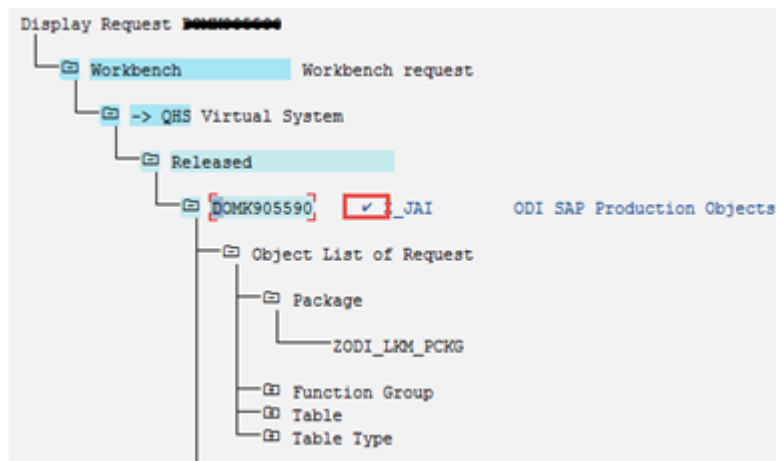 Display Request
Workbench Workbench request
-> QHS Virtual System
Released
DOMK905590 ✓ _JAI ODI SAP Production Objects
Object List of Request
Package
ZODI_LKM_PCKG
Function Group
Table
Table Type